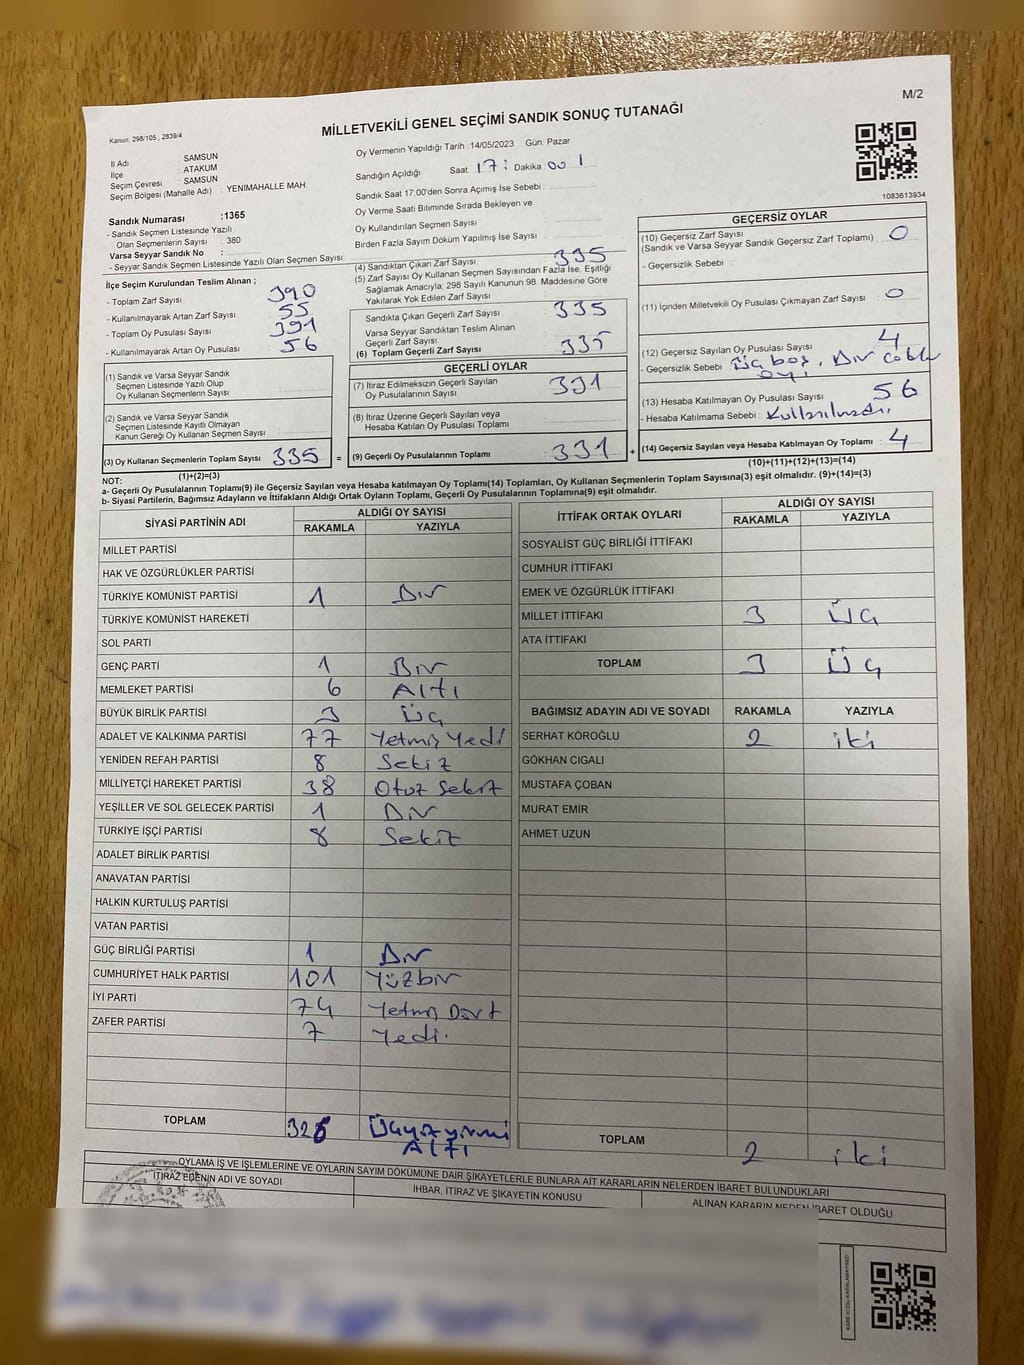 M/2
Kanun: 298/105 , 2839/4
MİLLETVEKİLİ GENEL SEÇİMİ SANDIK SONUÇ TUTANAĞI
İl Adı : SAMSUN
İlçe : ATAKUM
Seçim Çevresi : SAMSUN
Seçim Bölgesi (Mahalle Adı) : YENİMAHALLE MAH.
Oy Vermenin Yapıldığı Tarih : 14/05/2023 Gün: Pazar
Sandığın Açıldığı Saat 17 : Dakika 00
Sandık Saat 17:00'den Sonra Açımış İse Sebebi :
Oy Verme Saati Bitiminde Sırada Bekleyen ve
Oy Kullandırılan Seçmen Sayısı :
Birden Fazla Sayım Döküm Yapılmış İse Sayısı :
1083613934
Sandık Numarası :1365
- Sandık Seçmen Listesinde Yazılı
Olan Seçmenlerin Sayısı : 380
Varsa Seyyar Sandık No :
- Seyyar Sandık Seçmen Listesinde Yazılı Olan Seçmen Sayısı:
İlçe Seçim Kurulundan Teslim Alınan ;
- Toplam Zarf Sayısı : 390
- Kullanılmayarak Artan Zarf Sayısı : 55
- Toplam Oy Pusulası Sayısı : 391
- Kullanılmayarak Artan Oy Pusulası : 56
(1) Sandık ve Varsa Seyyar Sandık
Seçmen Listesinde Yazılı Olup
Oy Kullanan Seçmenlerin Sayısı :
(2) Sandık ve Varsa Seyyar Sandık
Seçmen Listesinde Kayıtlı Olmayan
Kanun Gereği Oy Kullanan Seçmen Sayısı :
(3) Oy Kullanan Seçmenlerin Toplam Sayısı : 335 =
(1)+(2)=(3)
(4) Sandıktan Çıkan Zarf Sayısı : 335
(5) Zarf Sayısı Oy Kullanan Seçmen Sayısından Fazla İse, Eşitliği
Sağlamak Amacıyla, 298 Sayılı Kanunun 98. Maddesine Göre
Yakılarak Yok Edilen Zarf Sayısı :
Sandıkta Çıkan Geçerli Zarf Sayısı : 335
Varsa Seyyar Sandıktan Teslim Alınan
Geçerli Zarf Sayısı :
(6) Toplam Geçerli Zarf Sayısı : 335
GEÇERLİ OYLAR
(7) İtiraz Edilmeksizin Geçerli Sayılan
Oy Pusulalarının Sayısı : 331
(8) İtiraz Üzerine Geçerli Sayılan veya
Hesaba Katılan Oy Pusulası Toplamı :
(9) Geçerli Oy Pusulalarının Toplamı : 331 +
GEÇERSİZ OYLAR
(10) Geçersiz Zarf Sayısı
(Sandık ve Varsa Seyyar Sandık Geçersiz Zarf Toplamı) : 0
- Geçersizlik Sebebi :
(11) İçinden Milletvekili Oy Pusulası Çıkmayan Zarf Sayısı : 0
(12) Geçersiz Sayılan Oy Pusulası Sayısı : 4
- Geçersizlik Sebebi : Üç boş, Bir
(13) Hesaba Katılmayan Oy Pusulası Sayısı : 56
- Hesaba Katılmama Sebebi : Kullanılmadı
(14) Geçersiz Sayılan veya Hesaba Katılmayan Oy Toplamı : 4
(10)+(11)+(12)+(13)=(14)
NOT:
a- Geçerli Oy Pusulalarının Toplamı(9) ile Geçersiz Sayılan veya Hesaba katılmayan Oy Toplamı(14) Toplamları, Oy Kullanan Seçmenlerin Toplam Sayısına(3) eşit olmalıdır. (9)+(14)=(3)
b- Siyasi Partilerin, Bağımsız Adayların ve İttifakların Aldığı Ortak Oyların Toplamı, Geçerli Oy Pusulalarının Toplamına(9) eşit olmalıdır.
SİYASİ PARTİNİN ADI ALDIĞI OY SAYISI
RAKAMLA YAZIYLA
MİLLET PARTİSİ
HAK VE ÖZGÜRLÜKLER PARTİSİ
TÜRKİYE KOMÜNİST PARTİSİ 1 Bir
TÜRKİYE KOMÜNİST HAREKETİ
SOL PARTİ
GENÇ PARTİ 1 Bir
MEMLEKET PARTİSİ 6 Altı
BÜYÜK BİRLİK PARTİSİ 3 Üç
ADALET VE KALKINMA PARTİSİ 77 Yetmiş Yedi
YENİDEN REFAH PARTİSİ 8 Sekiz
MİLLİYETÇİ HAREKET PARTİSİ 38 Otuz Sekiz
YEŞİLLER VE SOL GELECEK PARTİSİ 1 Bir
TÜRKİYE İŞÇİ PARTİSİ 8 Sekiz
ADALET BİRLİK PARTİSİ
ANAVATAN PARTİSİ
HALKIN KURTULUŞ PARTİSİ
VATAN PARTİSİ
GÜÇ BİRLİĞİ PARTİSİ 1 Bir
CUMHURİYET HALK PARTİSİ 101 Yüzbir
İYİ PARTİ 74 Yetmiş Dört
ZAFER PARTİSİ 7 Yedi.
TOPLAM 326 Üçyüzyirmi
Altı
İTTİFAK ORTAK OYLARI ALDIĞI OY SAYISI
RAKAMLA YAZIYLA
SOSYALİST GÜÇ BİRLİĞİ İTTİFAKI
CUMHUR İTTİFAKI
EMEK VE ÖZGÜRLÜK İTTİFAKI
MİLLET İTTİFAKI 3 Üç
ATA İTTİFAKI
TOPLAM 3 Üç
BAĞIMSIZ ADAYIN ADI VE SOYADI RAKAMLA YAZIYLA
SERHAT KÖROĞLU 2 iki
GÖKHAN CIGALI
MUSTAFA ÇOBAN
MURAT EMİR
AHMET UZUN
TOPLAM 2 iki
OYLAMA İŞ VE İŞLEMLERİNE VE OYLARIN SAYIM DÖKÜMÜNE DAİR ŞİKAYETLERLE BUNLARA AİT KARARLARIN NELERDEN İBARET BULUNDUKLARI
İTİRAZ EDENİN ADI VE SOYADI İHBAR, İTİRAZ VE ŞİKAYETİN KONUSU ALINAN KARARIN NEDEN İBARET OLDUĞU